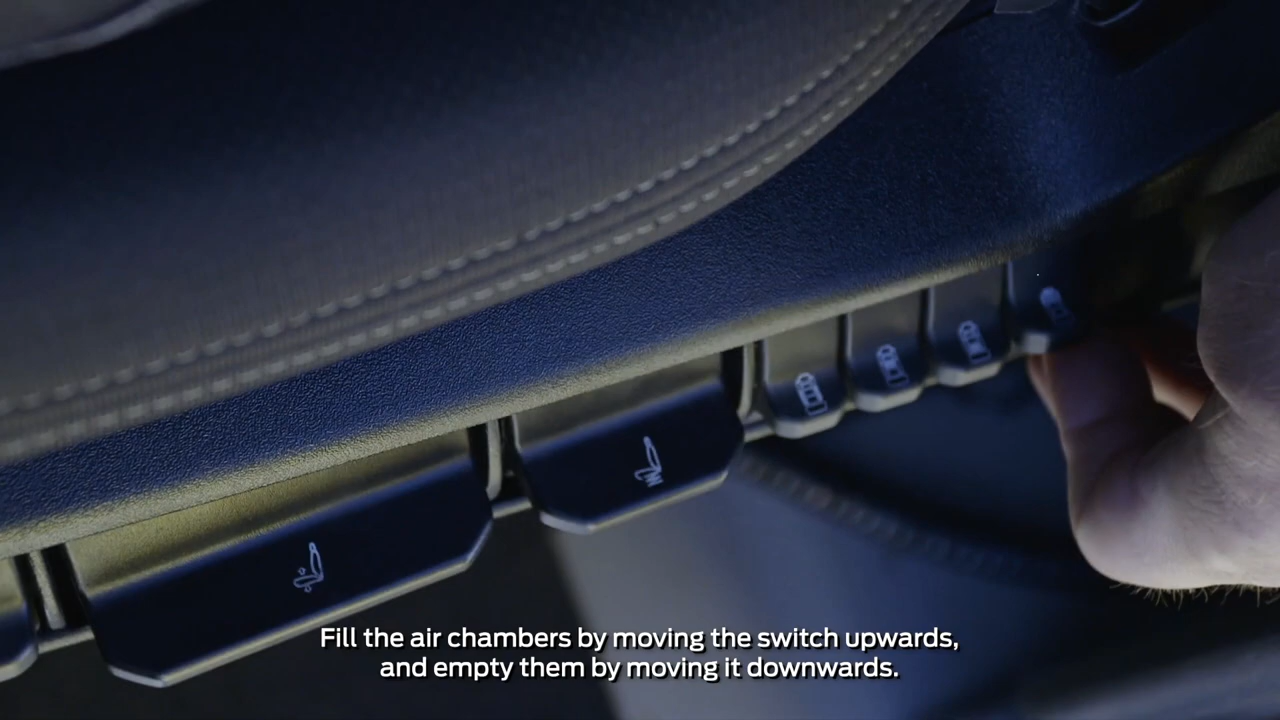 Fill the air chambers by moving the switch upwards,
and empty them by moving it downwards.